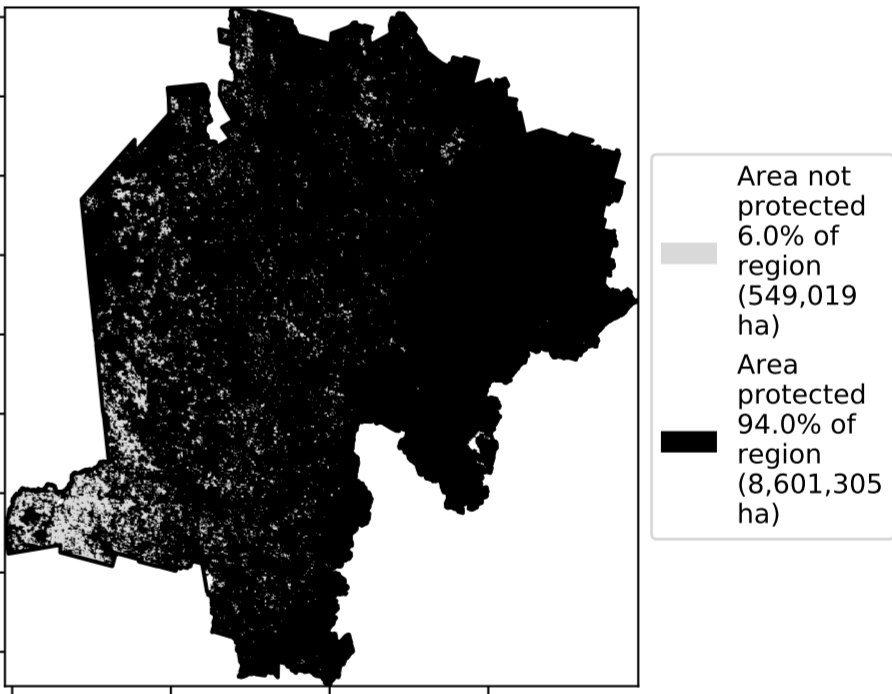 Area not
protected
6.0% of
region
(549,019
ha)
Area
protected
94.0% of
region
(8,601,305
ha)